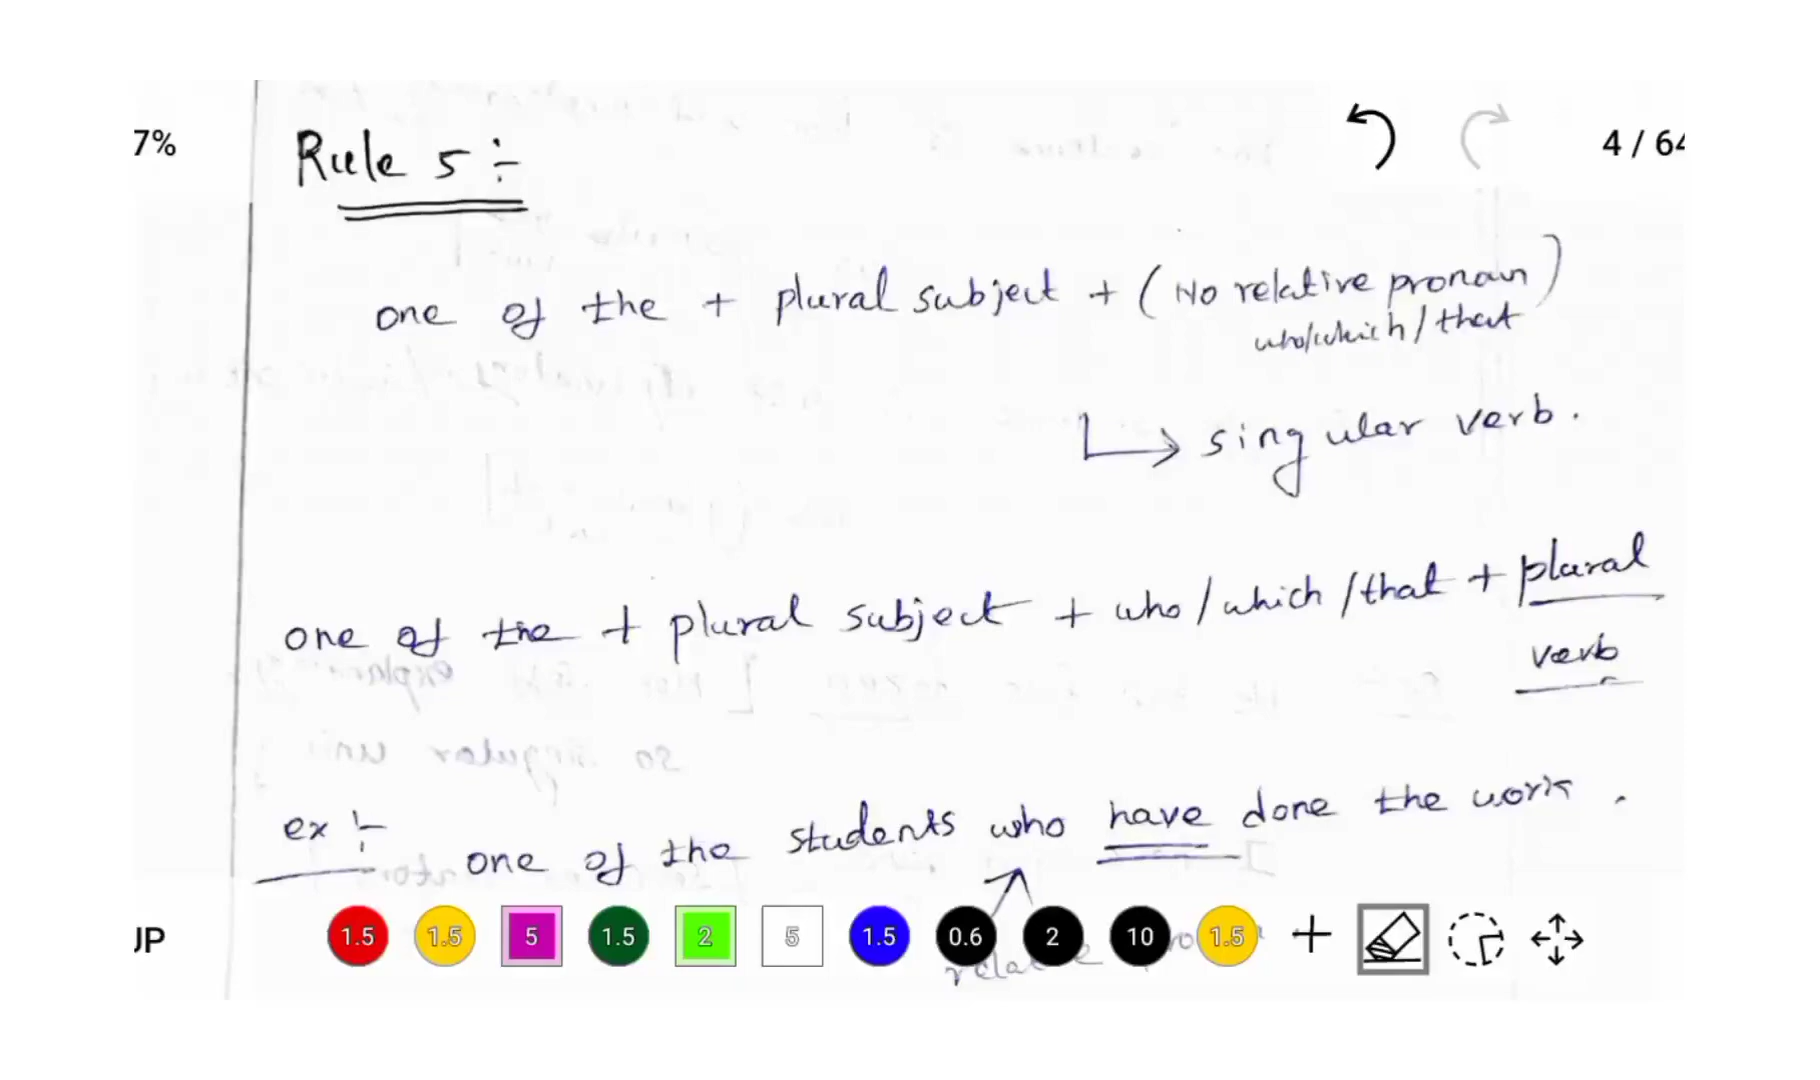 7%
4 / 64
Rule 5 :-
one of the + plural subject + (No relative pronoun)
who/which/that
singular verb.
one of the + plural subject + who/which/that + plural
verb
ex :-
one of the students who have done the work.
UP
1.5 1.5 5 1.5 2 5 1.5 0.6 2 10 1.5